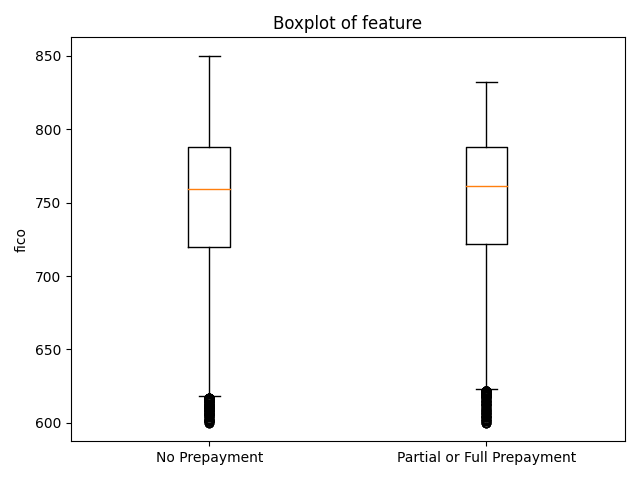 Boxplot of feature
850
800
750
700
650
600
fico
No Prepayment
Partial or Full Prepayment